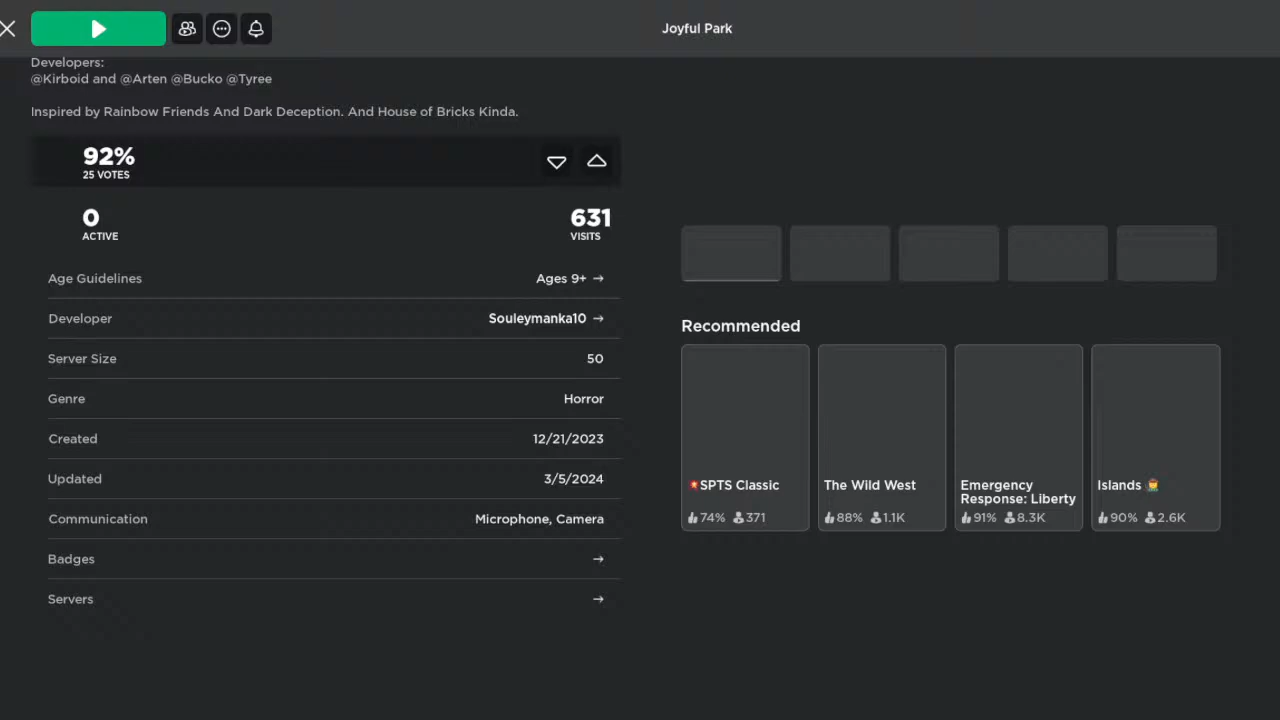 Joyful Park
Developers:
@Kirboid and @Arten @Bucko @Tyree
Inspired by Rainbow Friends And Dark Deception. And House of Bricks Kinda.
92%
25 VOTES
0
ACTIVE
631
VISITS
Age Guidelines Ages 9+ →
Developer Souleymanka10 →
Server Size 50
Genre Horror
Created 12/21/2023
Updated 3/5/2024
Communication Microphone, Camera
Badges →
Servers →
Recommended
💥SPTS Classic
74% 371
The Wild West
88% 1.1K
Emergency
Response: Liberty
91% 8.3K
Islands 👨‍🌾
90% 2.6K